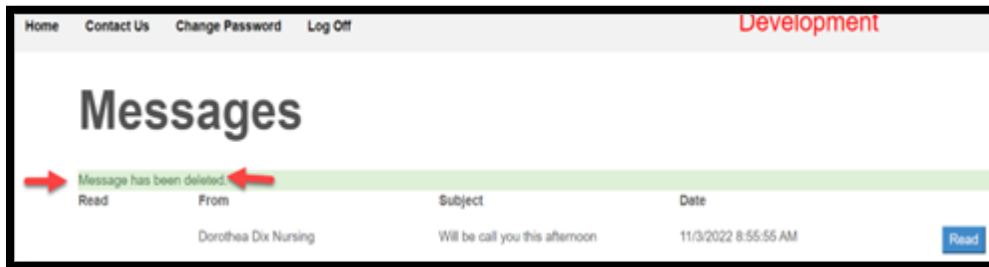 Home Contact Us Change Password Log Off Development
Messages
Message has been deleted.
Read From Subject Date
Dorothea Dix Nursing Will be call you this afternoon 11/3/2022 8:55:55 AM Read